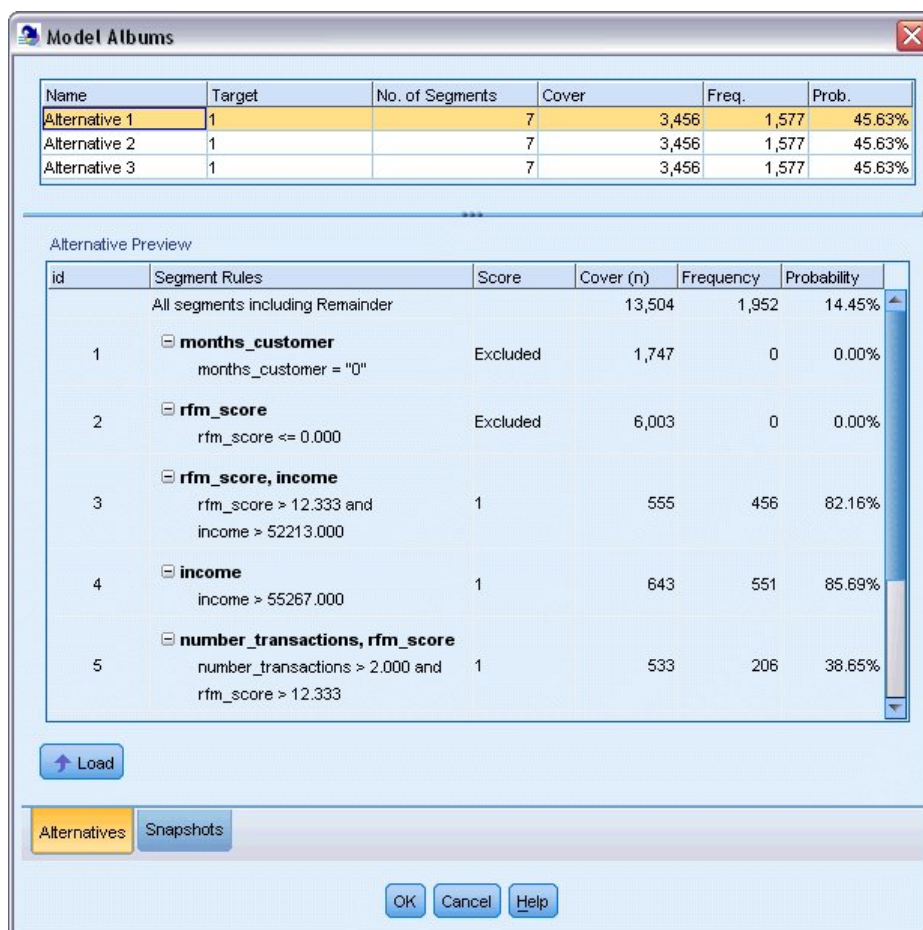 Model Albums
Name Target No. of Segments Cover Freq. Prob.
Alternative 1 1 7 3,456 1,577 45.63%
Alternative 2 1 7 3,456 1,577 45.63%
Alternative 3 1 7 3,456 1,577 45.63%
Alternative Preview
id Segment Rules Score Cover (n) Frequency Probability
All segments including Remainder 13,504 1,952 14.45%
months_customer
1 Excluded 1,747 0 0.00%
months_customer = "0"
rfm_score
2 Excluded 6,003 0 0.00%
rfm_score <= 0.000
rfm_score, income
3 rfm_score > 12.333 and 1 555 456 82.16%
income > 52213.000
income
4 1 643 551 85.69%
income > 55267.000
number_transactions, rfm_score
5 number_transactions > 2.000 and 1 533 206 38.65%
rfm_score > 12.333
Load
Alternatives Snapshots
OK Cancel Help